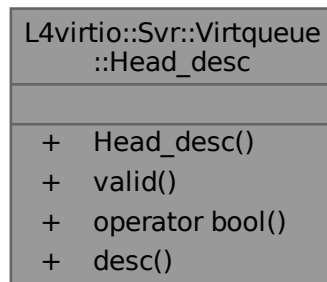 L4virtio::Svr::Virtqueue
::Head_desc
+ Head_desc()
+ valid()
+ operator bool()
+ desc()